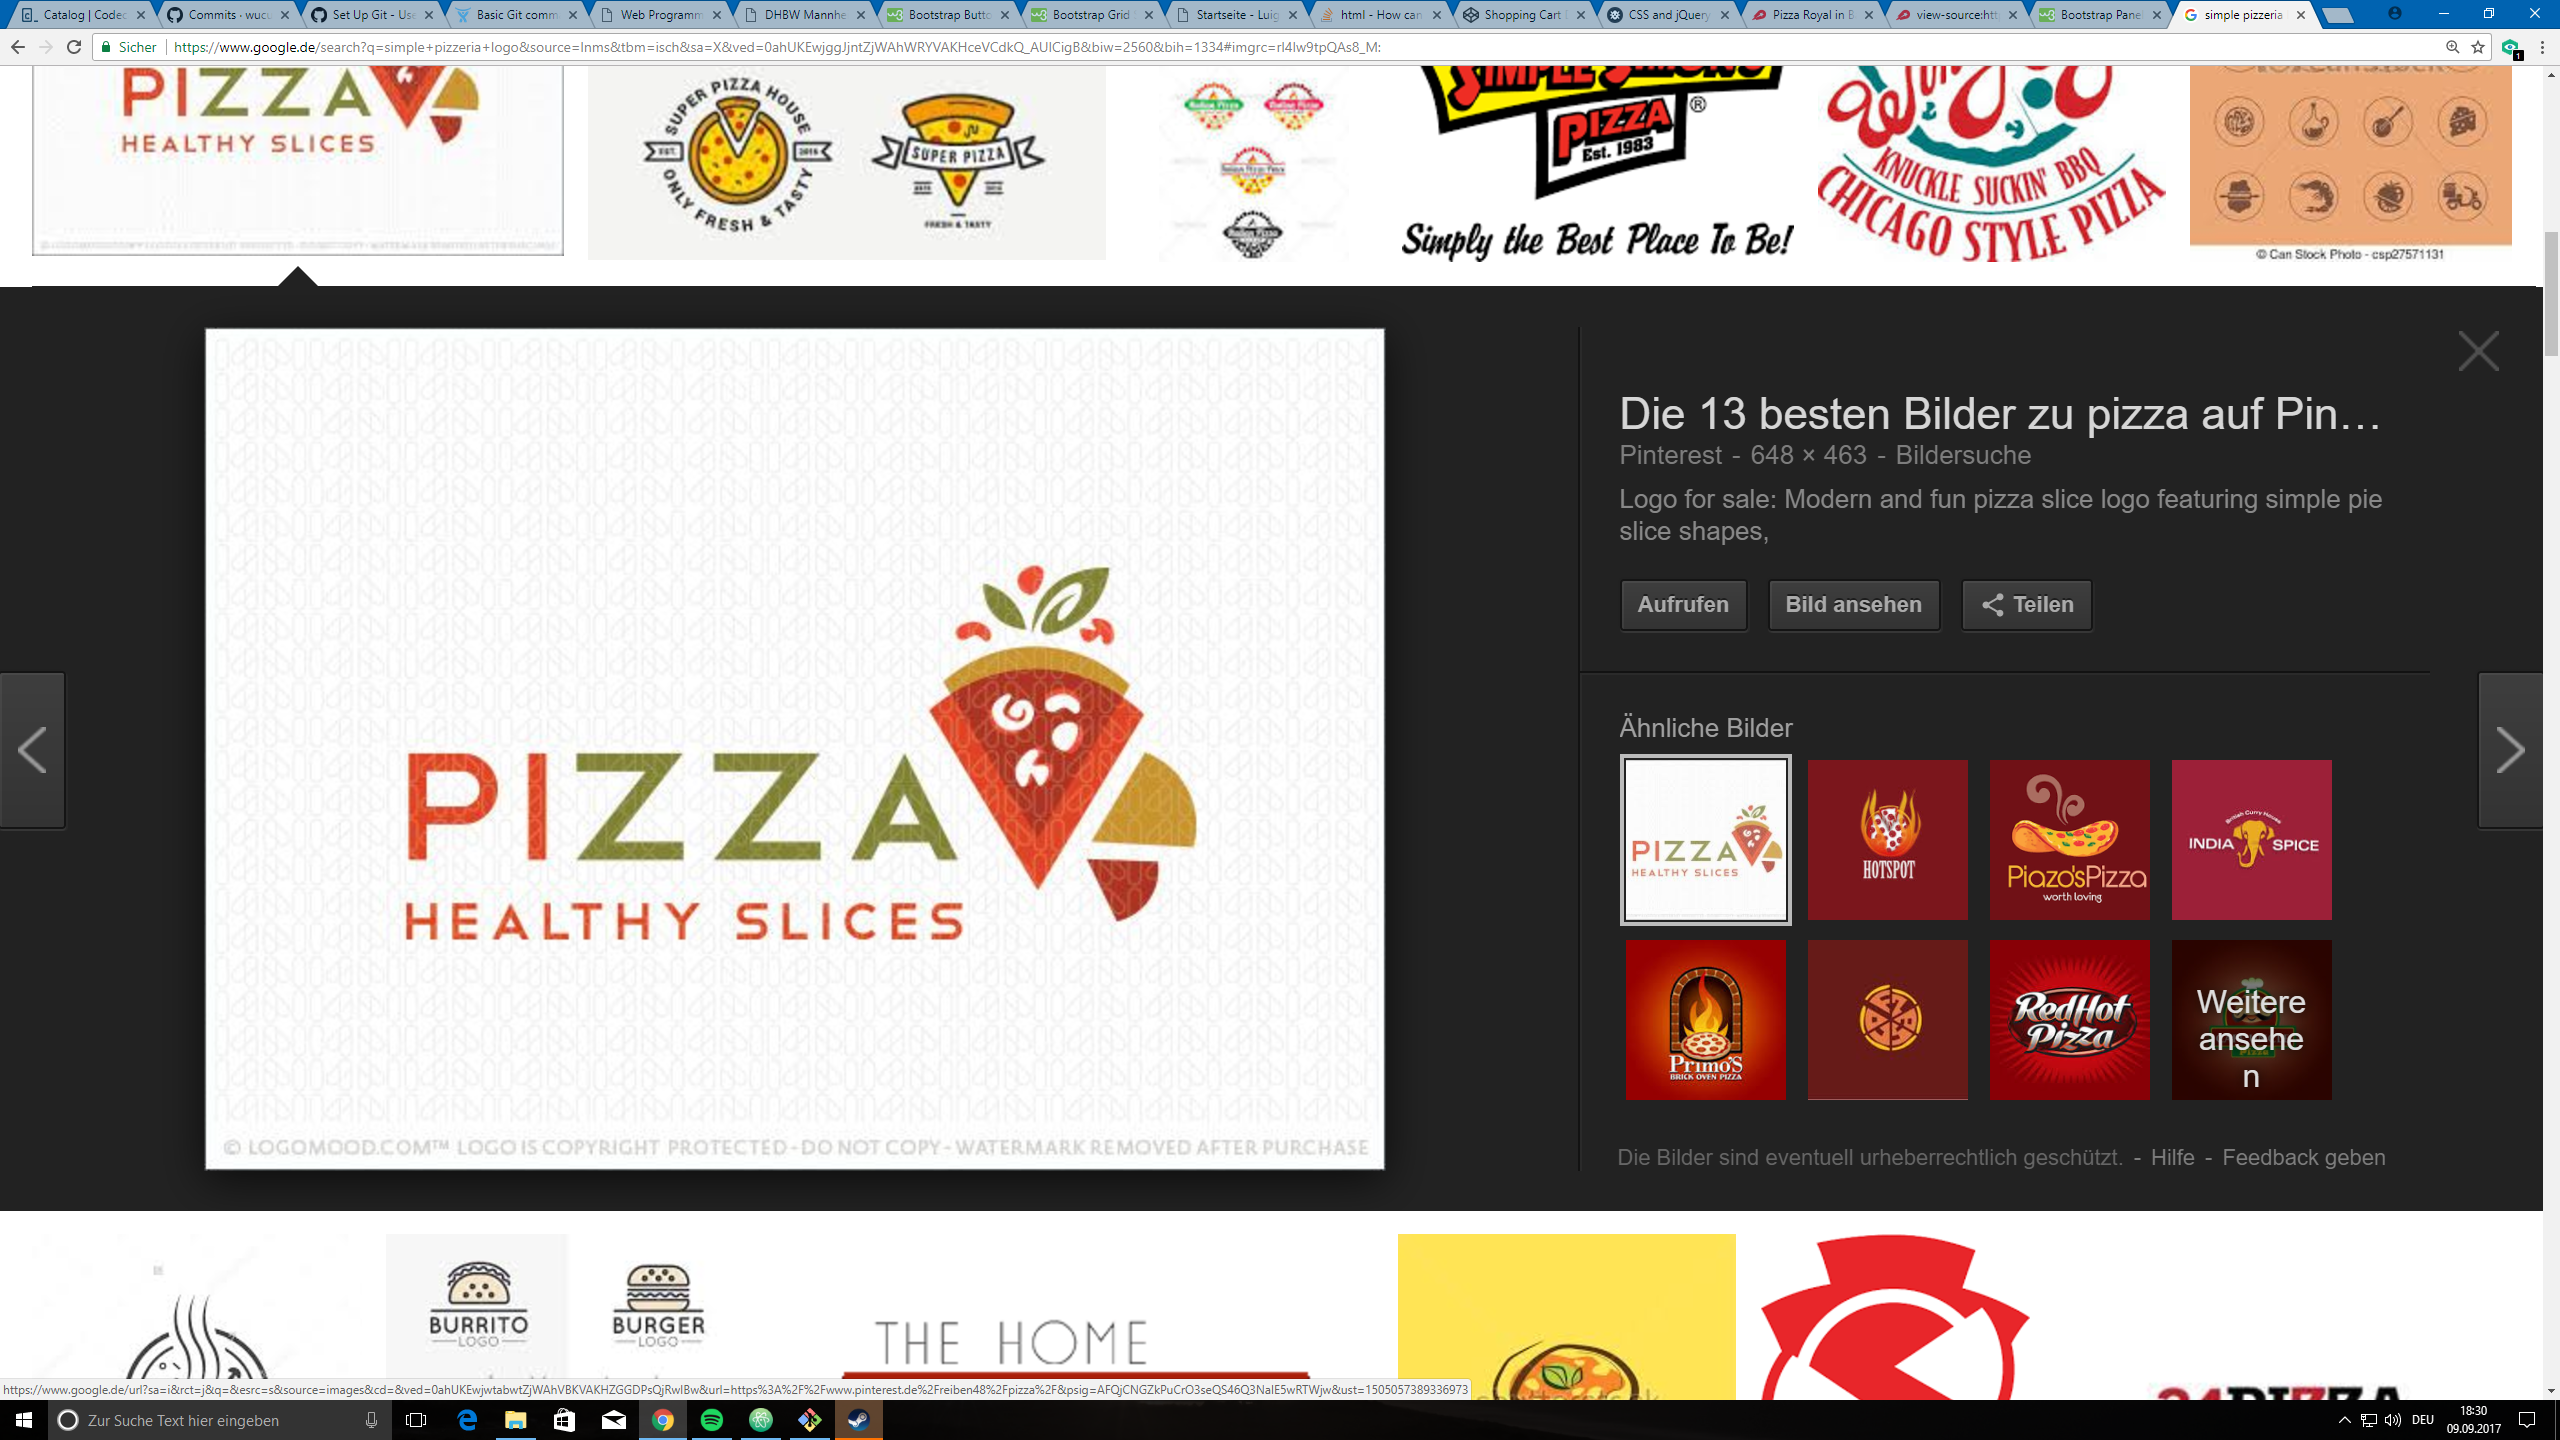 Catalog | Codec
Commits · wucu
Set Up Git - Use
Basic Git comm
Web Programm
DHBW Mannhe
Bootstrap Butto
Bootstrap Grid
Startseite - Luig
html - How can
Shopping Cart
CSS and jQuery
Pizza Royal in B
view-source:htt
Bootstrap Pane
simple pizzeria
Sicher
https://www.google.de/search?q=simple+pizzeria+logo&source=lnms&tbm=isch&sa=X&ved=0ahUKEwjggJjntZjWAhWRYVAKHceVCdkQ_AUICigB&biw=2560&bih=1334#imgrc=rl4lw9tpQAs8_M:
PIZZA
HEALTHY SLICES
SUPER PIZZA HOUSE
EST. 2015
ONLY FRESH & TASTY
SUPER PIZZA
FRESH & TASTY
SIMPLE SIMON'S
PIZZA
®
Est. 1983
Simply the Best Place To Be!
KNUCKLE SUCKIN' BBQ
CHICAGO STYLE PIZZA
© Can Stock Photo - csp27571131
PIZZA
HEALTHY SLICES
© LOGOMOOD.COM™ LOGO IS COPYRIGHT PROTECTED - DO NOT COPY - WATERMARK REMOVED AFTER PURCHASE
Die 13 besten Bilder zu pizza auf Pin…
Pinterest - 648 × 463 - Bildersuche
Logo for sale: Modern and fun pizza slice logo featuring simple pie
slice shapes,
Aufrufen
Bild ansehen
Teilen
Ähnliche Bilder
PIZZA
HEALTHY SLICES
HOTSPOT
Piazo'sPizza
worth loving
British Curry House
INDIA SPICE
Primo's
BRICK OVEN PIZZA
RedHot
Pizza
Weitere
ansehe
n
Die Bilder sind eventuell urheberrechtlich geschützt. - Hilfe - Feedback geben
BURRITO
LOGO
BURGER
LOGO
THE HOME
24PIZZA
https://www.google.de/url?sa=i&rct=j&q=&esrc=s&source=images&cd=&ved=0ahUKEwjwtabwtZjWAhVBKVAKHZGGDPsQjRwIBw&url=https%3A%2F%2Fwww.pinterest.de%2Freiben48%2Fpizza%2F&psig=AFQjCNGZkPuCrO3seQS46Q3NaIE5wRTWjw&ust=1505057389336973
Zur Suche Text hier eingeben
DEU
18:30
09.09.2017